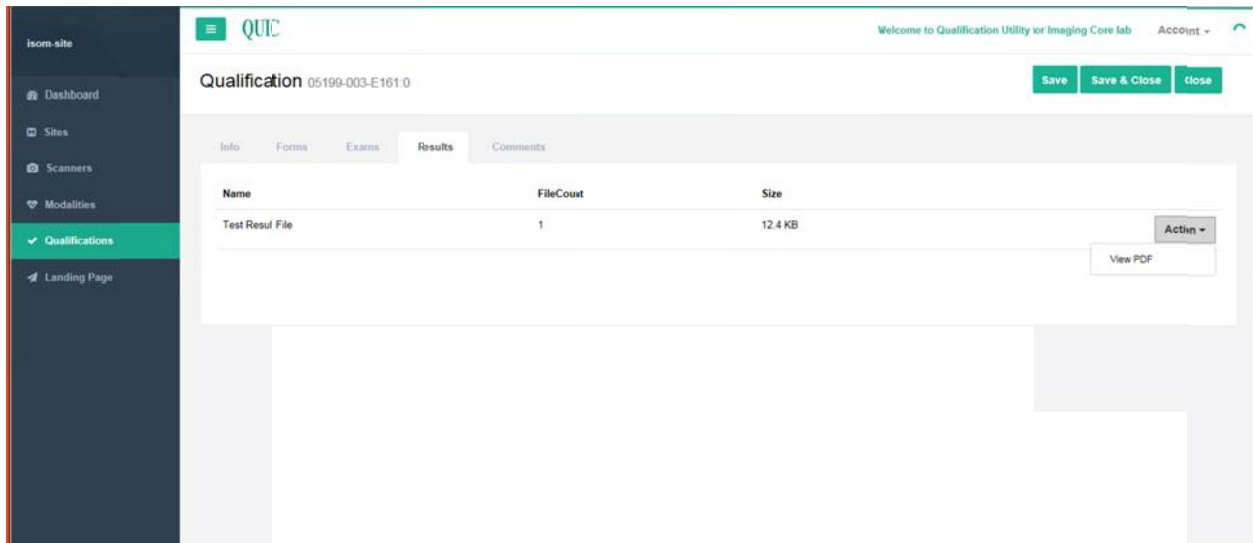 isom-site
Dashboard
Sites
Scanners
Modalities
Qualifications
Landing Page
QUIC
Welcome to Qualification Utility for Imaging Core lab
Account
Qualification 05199-003-E161:0
Save
Save & Close
Close
Info
Forms
Exams
Results
Comments
Name FileCount Size
Test Resul File 1 12.4 KB
Action
View PDF